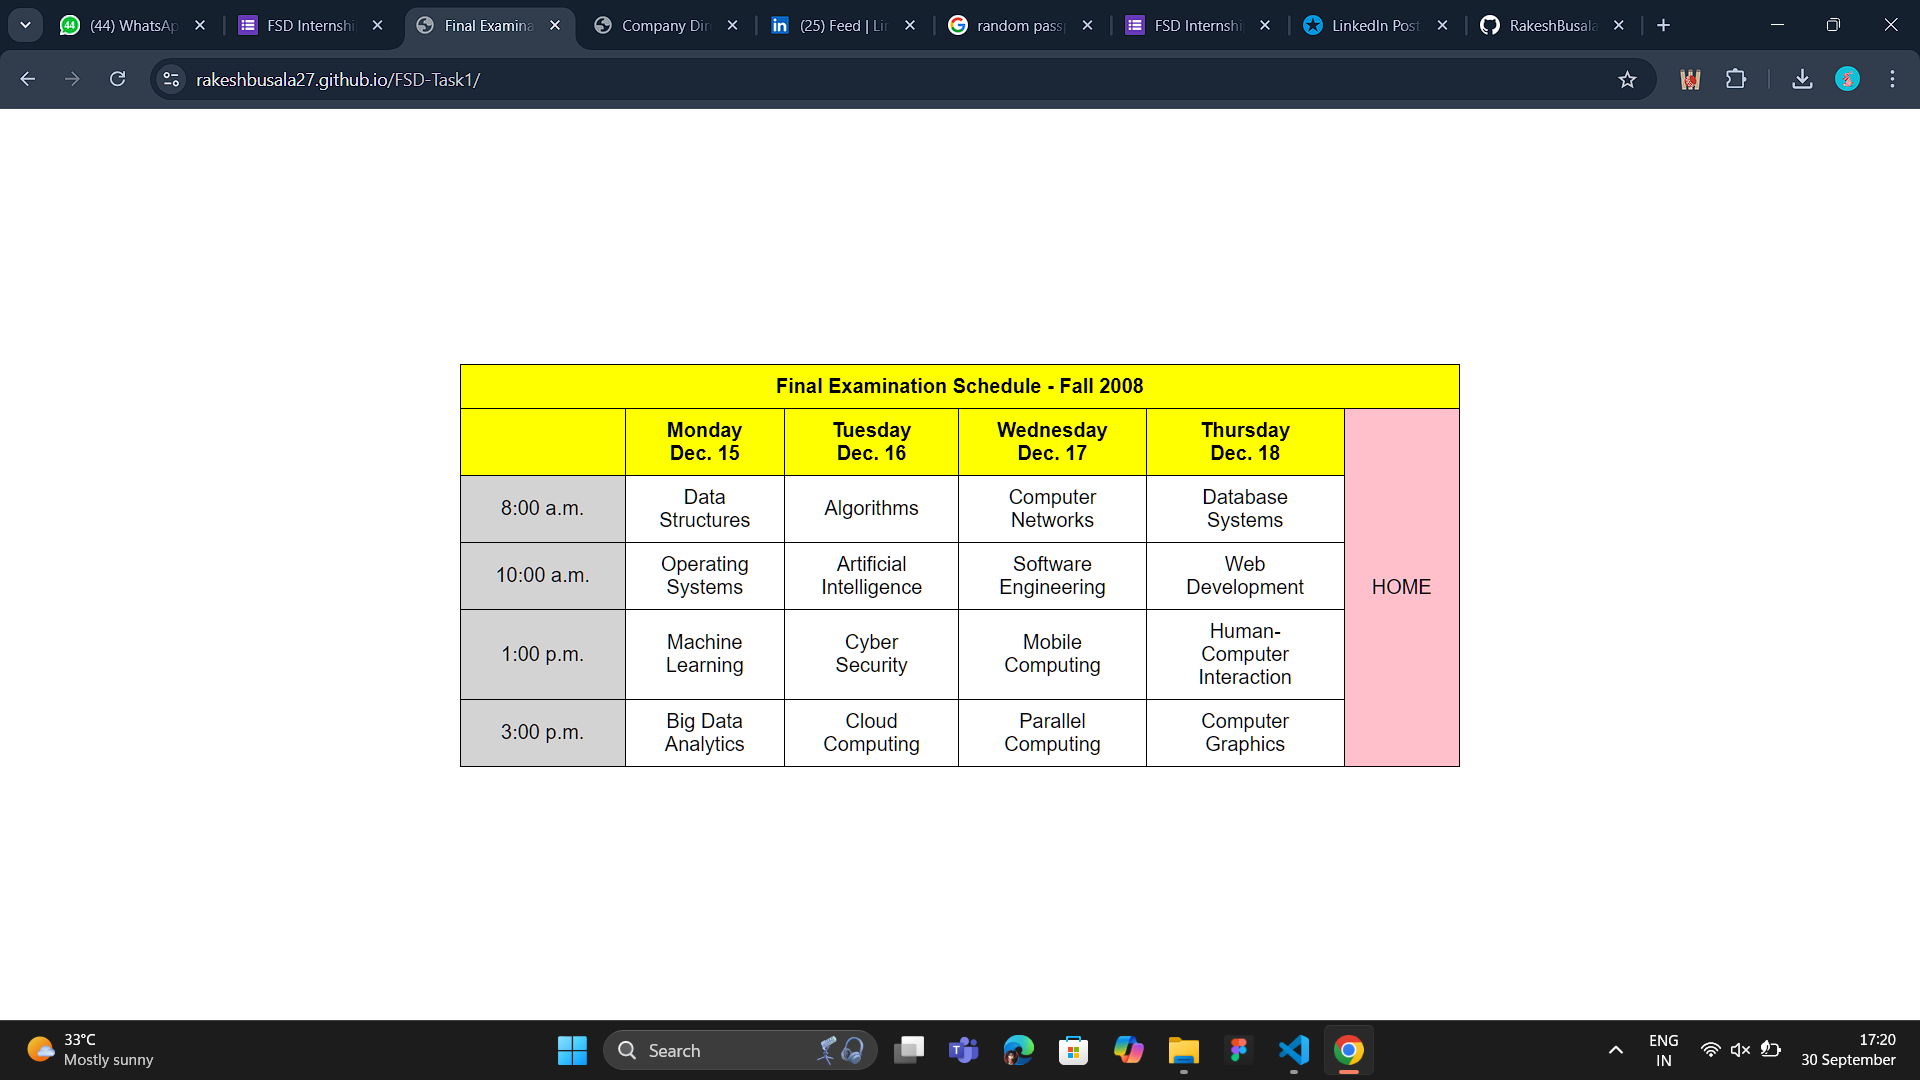 (44) WhatsAp
FSD Internshi
Final Examina
Company Dir
(25) Feed | Li
random pass
FSD Internshi
LinkedIn Post
RakeshBusala
rakeshbusala27.github.io/FSD-Task1/
Final Examination Schedule - Fall 2008
Monday
Dec. 15
Tuesday
Dec. 16
Wednesday
Dec. 17
Thursday
Dec. 18
8:00 a.m.
Data
Structures
Algorithms
Computer
Networks
Database
Systems
10:00 a.m.
Operating
Systems
Artificial
Intelligence
Software
Engineering
Web
Development
HOME
1:00 p.m.
Machine
Learning
Cyber
Security
Mobile
Computing
Human-
Computer
Interaction
3:00 p.m.
Big Data
Analytics
Cloud
Computing
Parallel
Computing
Computer
Graphics
33°C
Mostly sunny
Search
ENG
IN
17:20
30 September